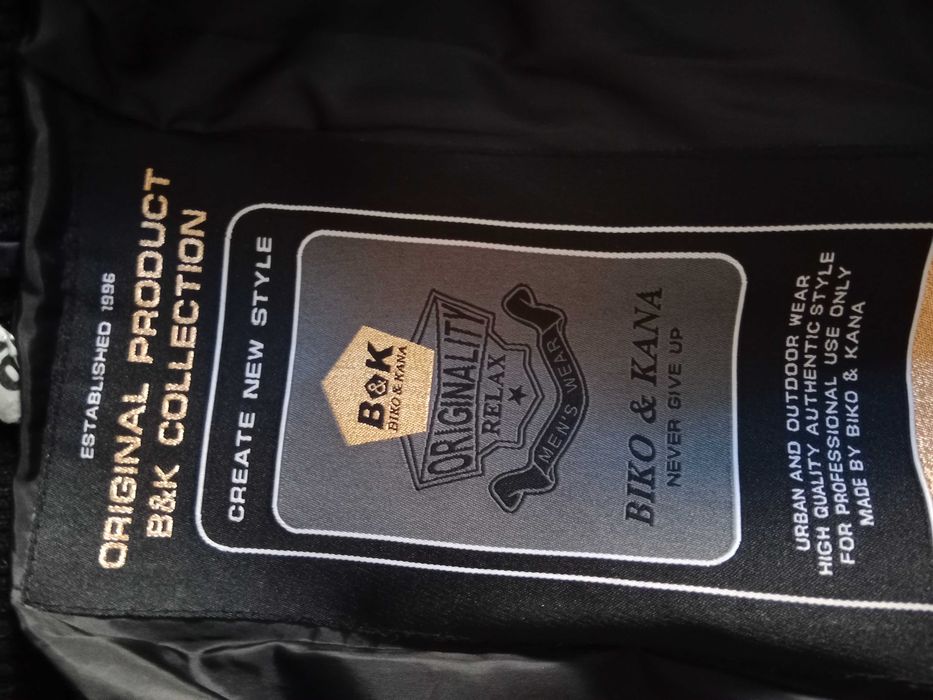 ESTABLISHED 1996
ORIGINAL PRODUCT
B&K COLLECTION
CREATE NEW STYLE
B&K
BIKO & KANA
ORIGINALITY
RELAX
MEN'S WEAR
BIKO & KANA
NEVER GIVE UP
URBAN AND OUTDOOR WEAR
HIGH QUALITY AUTHENTIC STYLE
FOR PROFESSIONAL USE ONLY
MADE BY BIKO & KANA